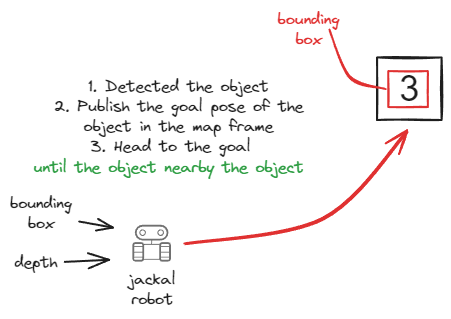 bounding
box
3
1. Detected the object
2. Publish the goal pose of the
object in the map frame
3. Head to the goal
until the object nearby the object
bounding
box
depth
jackal
robot